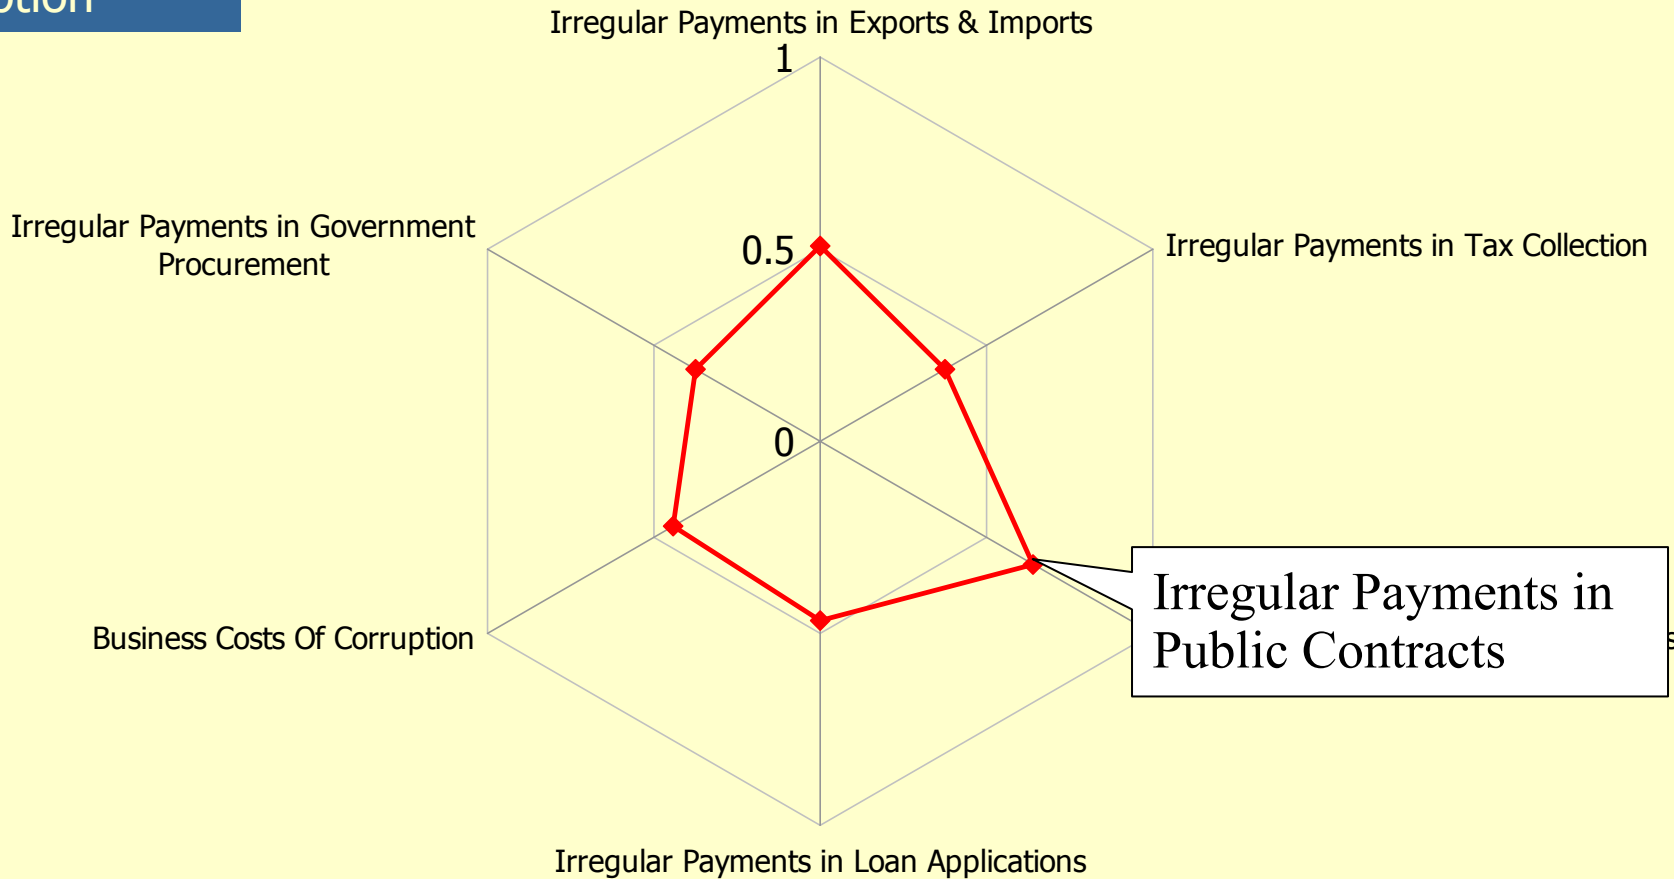 Irregular Payments in Exports & Imports
1
Irregular Payments in Government
Procurement
0.5
Irregular Payments in Tax Collection
0
Irregular Payments in
Public Contracts
Business Costs Of Corruption
Irregular Payments in Loan Applications